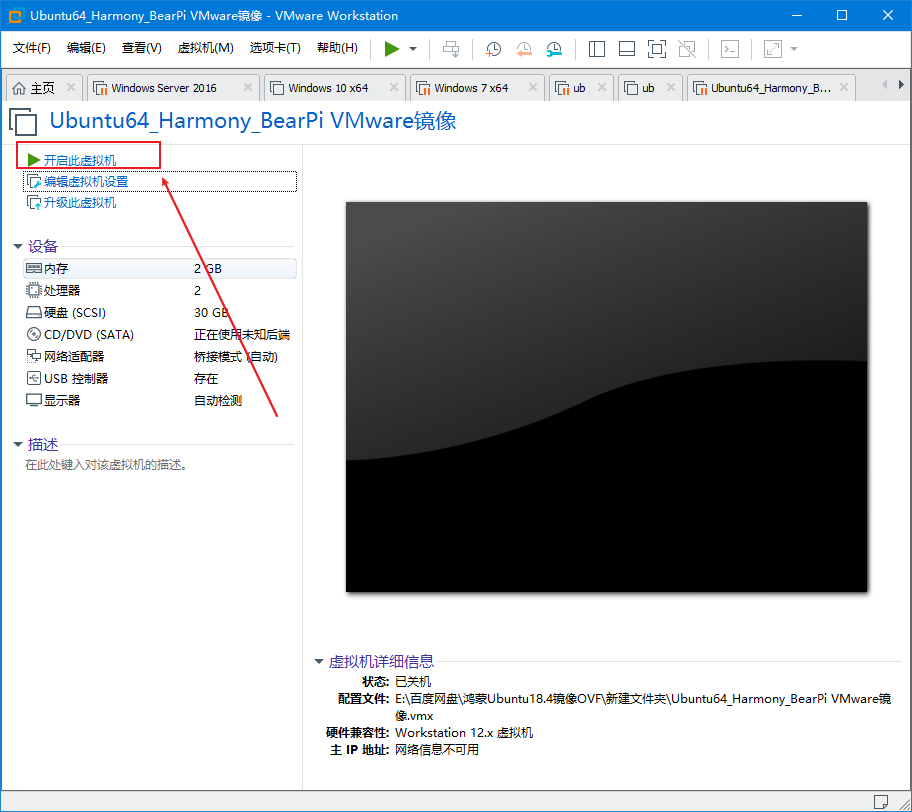 Ubuntu64_Harmony_BearPi VMware镜像 - VMware Workstation
文件(F) 编辑(E) 查看(V) 虚拟机(M) 选项卡(T) 帮助(H)
主页 Windows Server 2016 Windows 10 x64 Windows 7 x64 ub ub Ubuntu64_Harmony_B...
Ubuntu64_Harmony_BearPi VMware镜像
开启此虚拟机
编辑虚拟机设置
升级此虚拟机
设备
内存 2 GB
处理器 2
硬盘 (SCSI) 30 GB
CD/DVD (SATA) 正在使用未知后端
网络适配器 桥接模式 (自动)
USB 控制器 存在
显示器 自动检测
描述
在此处键入对该虚拟机的描述。
虚拟机详细信息
状态: 已关机
配置文件: E:\百度网盘\鸿蒙Ubuntu18.4镜像OVF\新建文件夹\Ubuntu64_Harmony_BearPi VMware镜
像.vmx
硬件兼容性: Workstation 12.x 虚拟机
主 IP 地址: 网络信息不可用